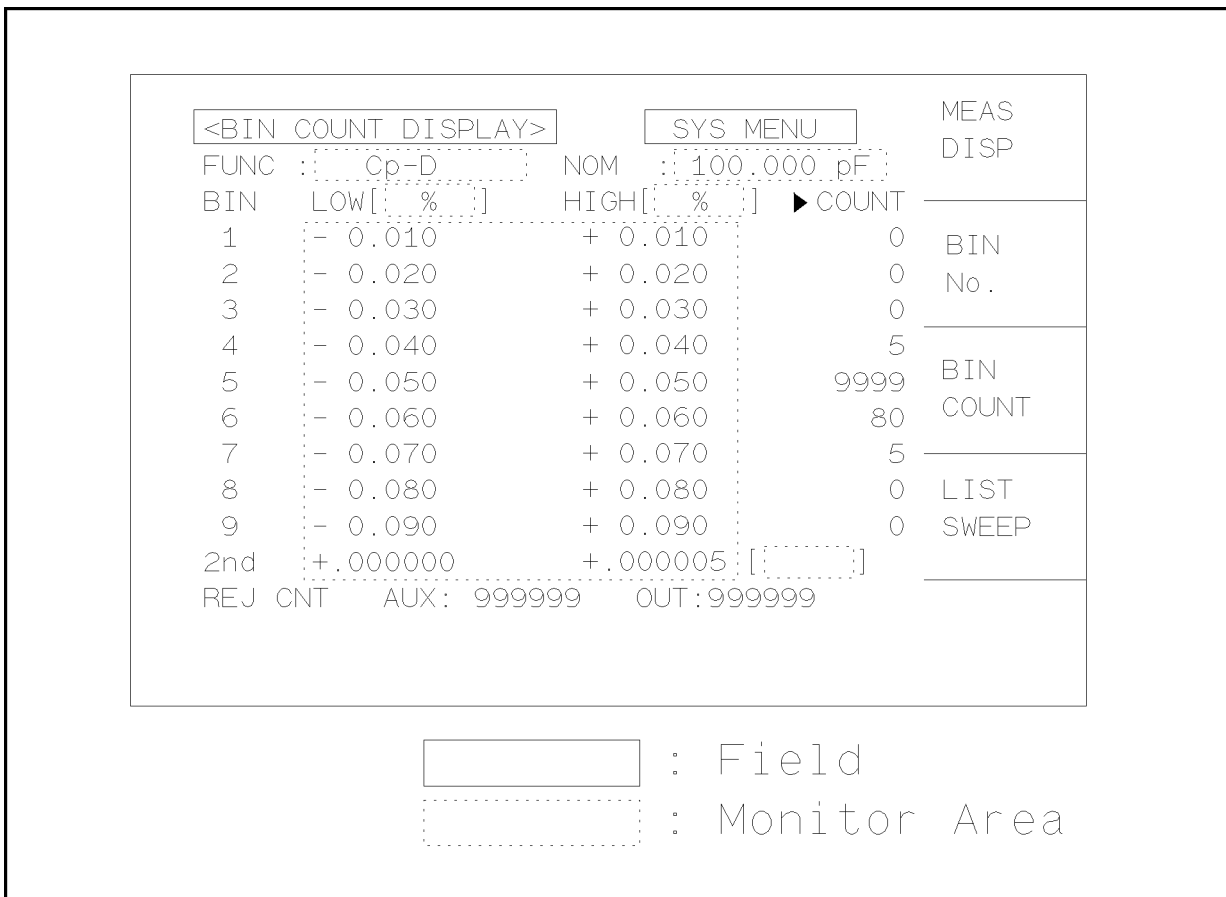 <BIN COUNT DISPLAY> SYS MENU
FUNC : Cp-D NOM : 100.000 pF
BIN LOW[ % ] HIGH[ % ] ▶COUNT
1 - 0.010 + 0.010 0
2 - 0.020 + 0.020 0
3 - 0.030 + 0.030 0
4 - 0.040 + 0.040 5
5 - 0.050 + 0.050 9999
6 - 0.060 + 0.060 80
7 - 0.070 + 0.070 5
8 - 0.080 + 0.080 0
9 - 0.090 + 0.090 0
2nd +.000000 +.000005 [ ]
REJ CNT AUX: 999999 OUT:999999
MEAS
DISP
BIN
No.
BIN
COUNT
LIST
SWEEP
: Field
: Monitor Area